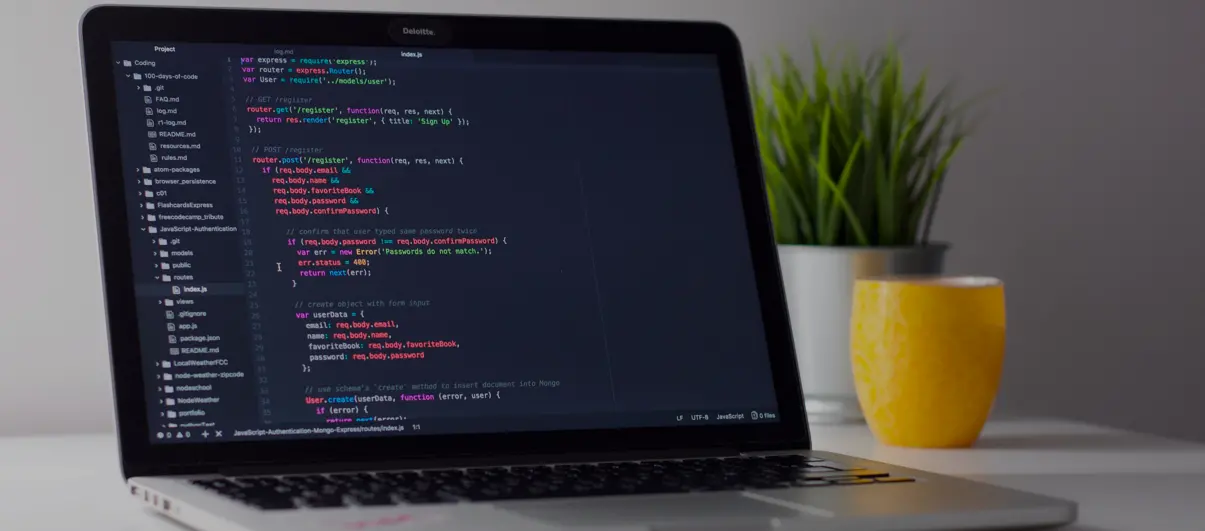 Deloitte.
Project
log.md
index.js
Coding
100-days-of-code
.git
FAQ.md
log.md
r1-log.md
README.md
resources.md
rules.md
atom-packages
browser_persistence
c01
FlashcardsExpress
freecodecamp_tribute
JavaScript-Authentication
.git
models
public
routes
index.js
views
.gitignore
app.js
package.json
README.md
LocalWeatherFCC
node-weather-zipcode
nodeschool
NodeWeather
portfolio
pythonTest
var express = require('express');
var router = express.Router();
var User = require('../models/user');
// GET /register
router.get('/register', function(req, res, next) {
return res.render('register', { title: 'Sign Up' });
});
// POST /register
router.post('/register', function(req, res, next) {
if (req.body.email &&
req.body.name &&
req.body.favoriteBook &&
req.body.password &&
req.body.confirmPassword) {
// confirm that user typed same password twice
if (req.body.password !== req.body.confirmPassword) {
var err = new Error('Passwords do not match.');
err.status = 400;
return next(err);
}
// create object with form input
var userData = {
email: req.body.email,
name: req.body.name,
favoriteBook: req.body.favoriteBook,
password: req.body.password
};
// use schema's `create` method to insert document into Mongo
User.create(userData, function (error, user) {
if (error) {
return next(error);
0 0 JavaScript-Authentication-Mongo-Express/routes/index.js 1:1
LF UTF-8 JavaScript 0 files